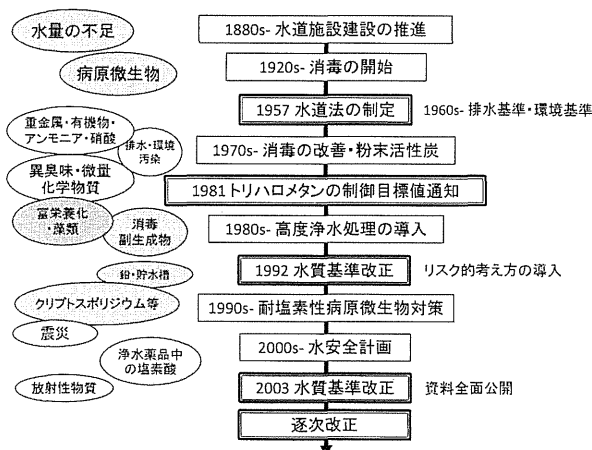 水量の不足
1880s- 水道施設建設の推進
病原微生物
1920s- 消毒の開始
1957 水道法の制定
1960s- 排水基準・環境基準
重金属・有機物・
アンモニア・硝酸
排水・環境
汚染
1970s- 消毒の改善・粉末活性炭
異臭味・微量
化学物質
1981 トリハロメタンの制御目標値通知
富栄養化
・藻類
消毒
副生成物
1980s- 高度浄水処理の導入
鉛・貯水槽
1992 水質基準改正
リスク的考え方の導入
クリプトスポリジウム等
1990s- 耐塩素性病原微生物対策
震災
2000s- 水安全計画
浄水薬品中
の塩素酸
放射性物質
2003 水質基準改正
資料全面公開
逐次改正